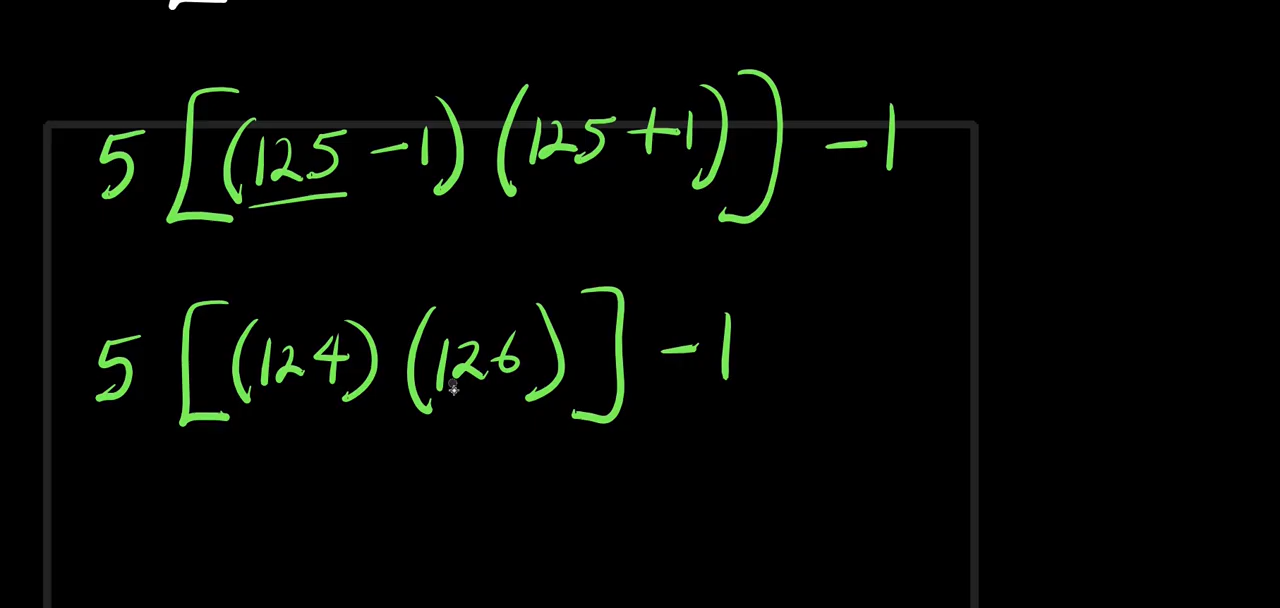 5 [(125 - 1) (125 + 1)] - 1
5 [(124) (126)] - 1